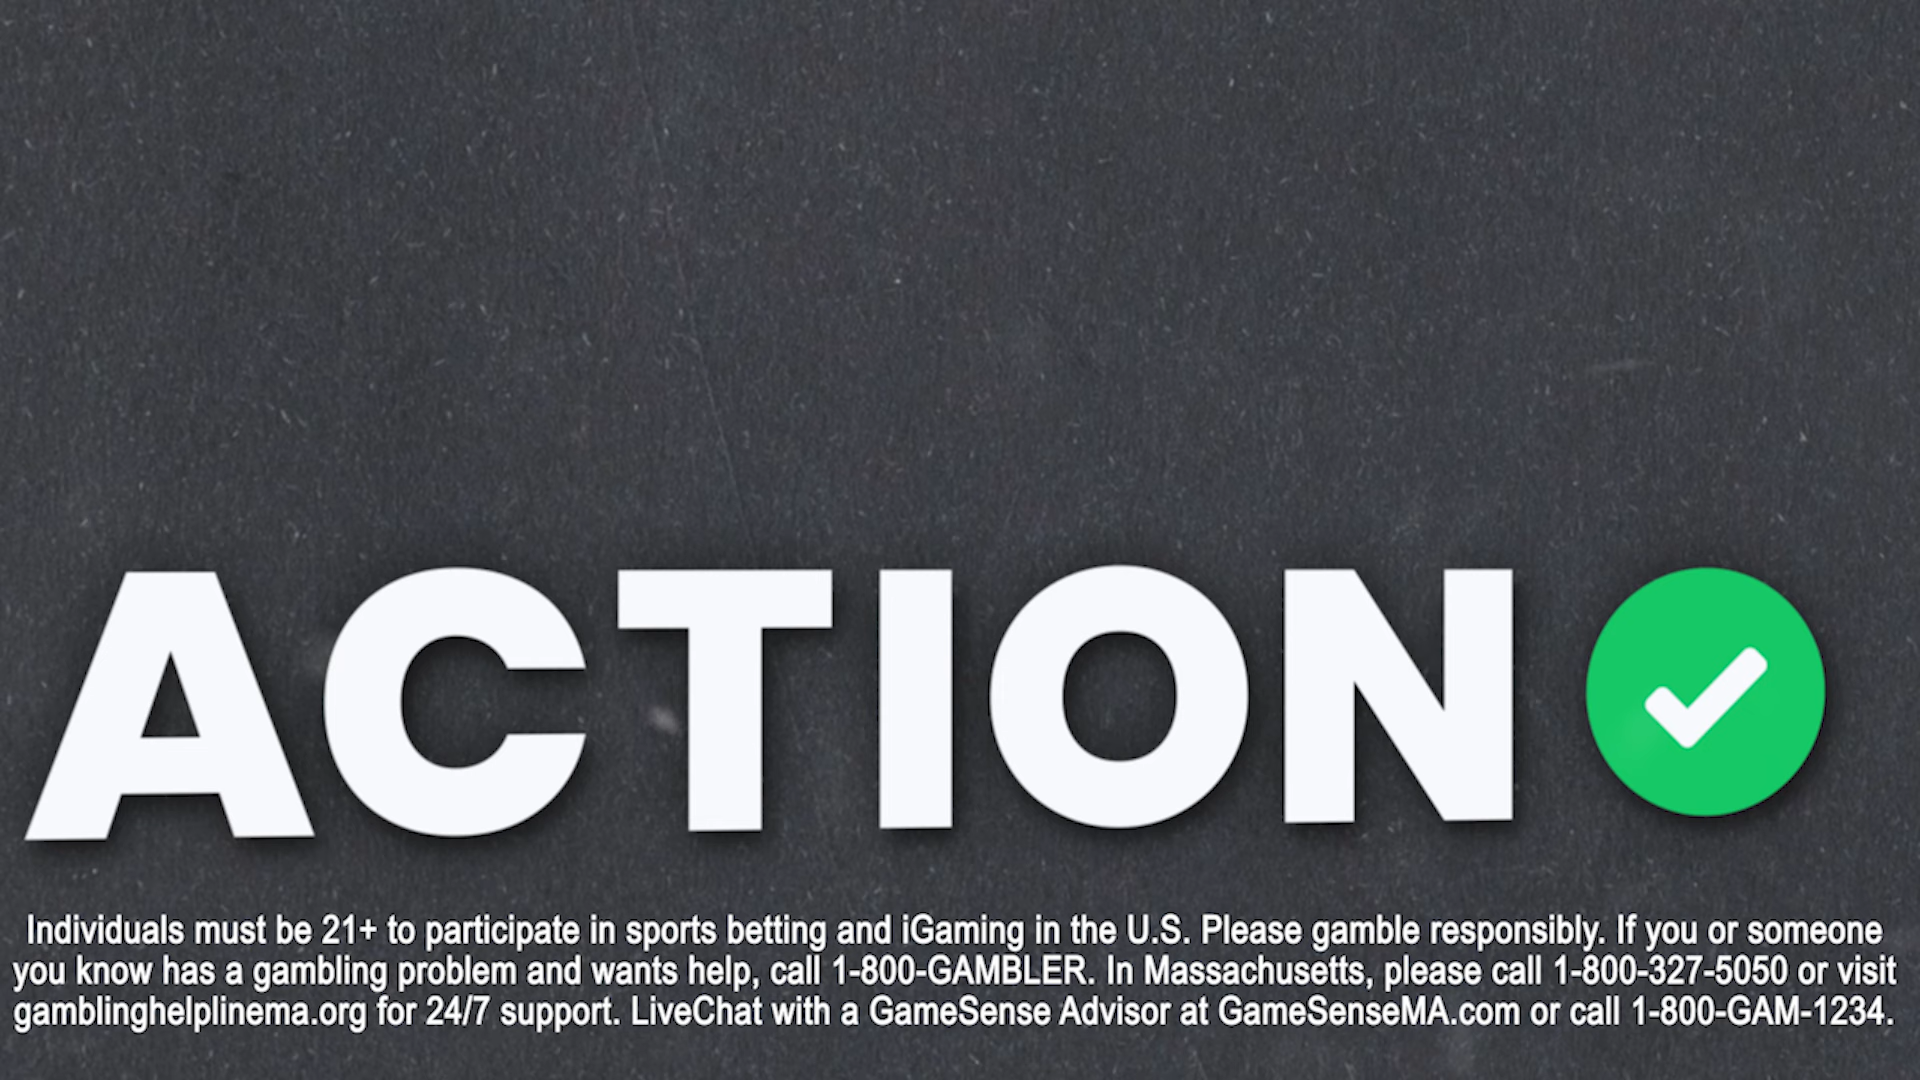 ACTION
Individuals must be 21+ to participate in sports betting and iGaming in the U.S. Please gamble responsibly. If you or someone
you know has a gambling problem and wants help, call 1-800-GAMBLER. In Massachusetts, please call 1-800-327-5050 or visit
gamblinghelplinema.org for 24/7 support. LiveChat with a GameSense Advisor at GameSenseMA.com or call 1-800-GAM-1234.